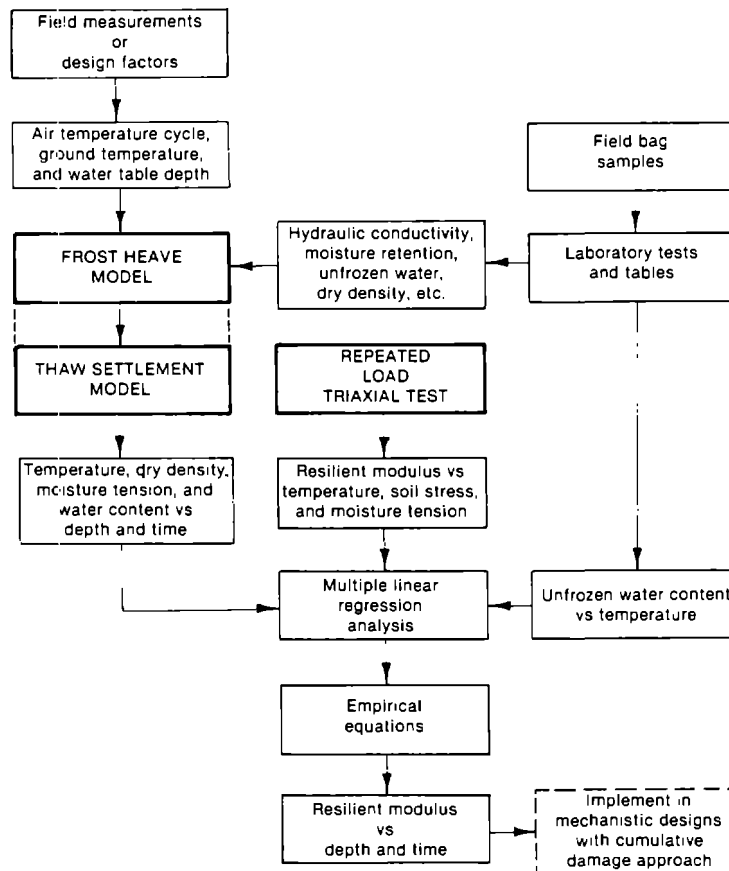 Field measurements
or
design factors
Air temperature cycle,
ground temperature,
and water table depth
Field bag
samples
FROST HEAVE
MODEL
Hydraulic conductivity,
moisture retention,
unfrozen water,
dry density, etc.
Laboratory tests
and tables
THAW SETTLEMENT
MODEL
REPEATED
LOAD
TRIAXIAL TEST
Temperature, dry density,
moisture tension, and
water content vs
depth and time
Resilient modulus vs
temperature, soil stress,
and moisture tension
Multiple linear
regression
analysis
Unfrozen water content
vs temperature
Empirical
equations
Resilient modulus
vs
depth and time
Implement in
mechanistic designs
with cumulative
damage approach